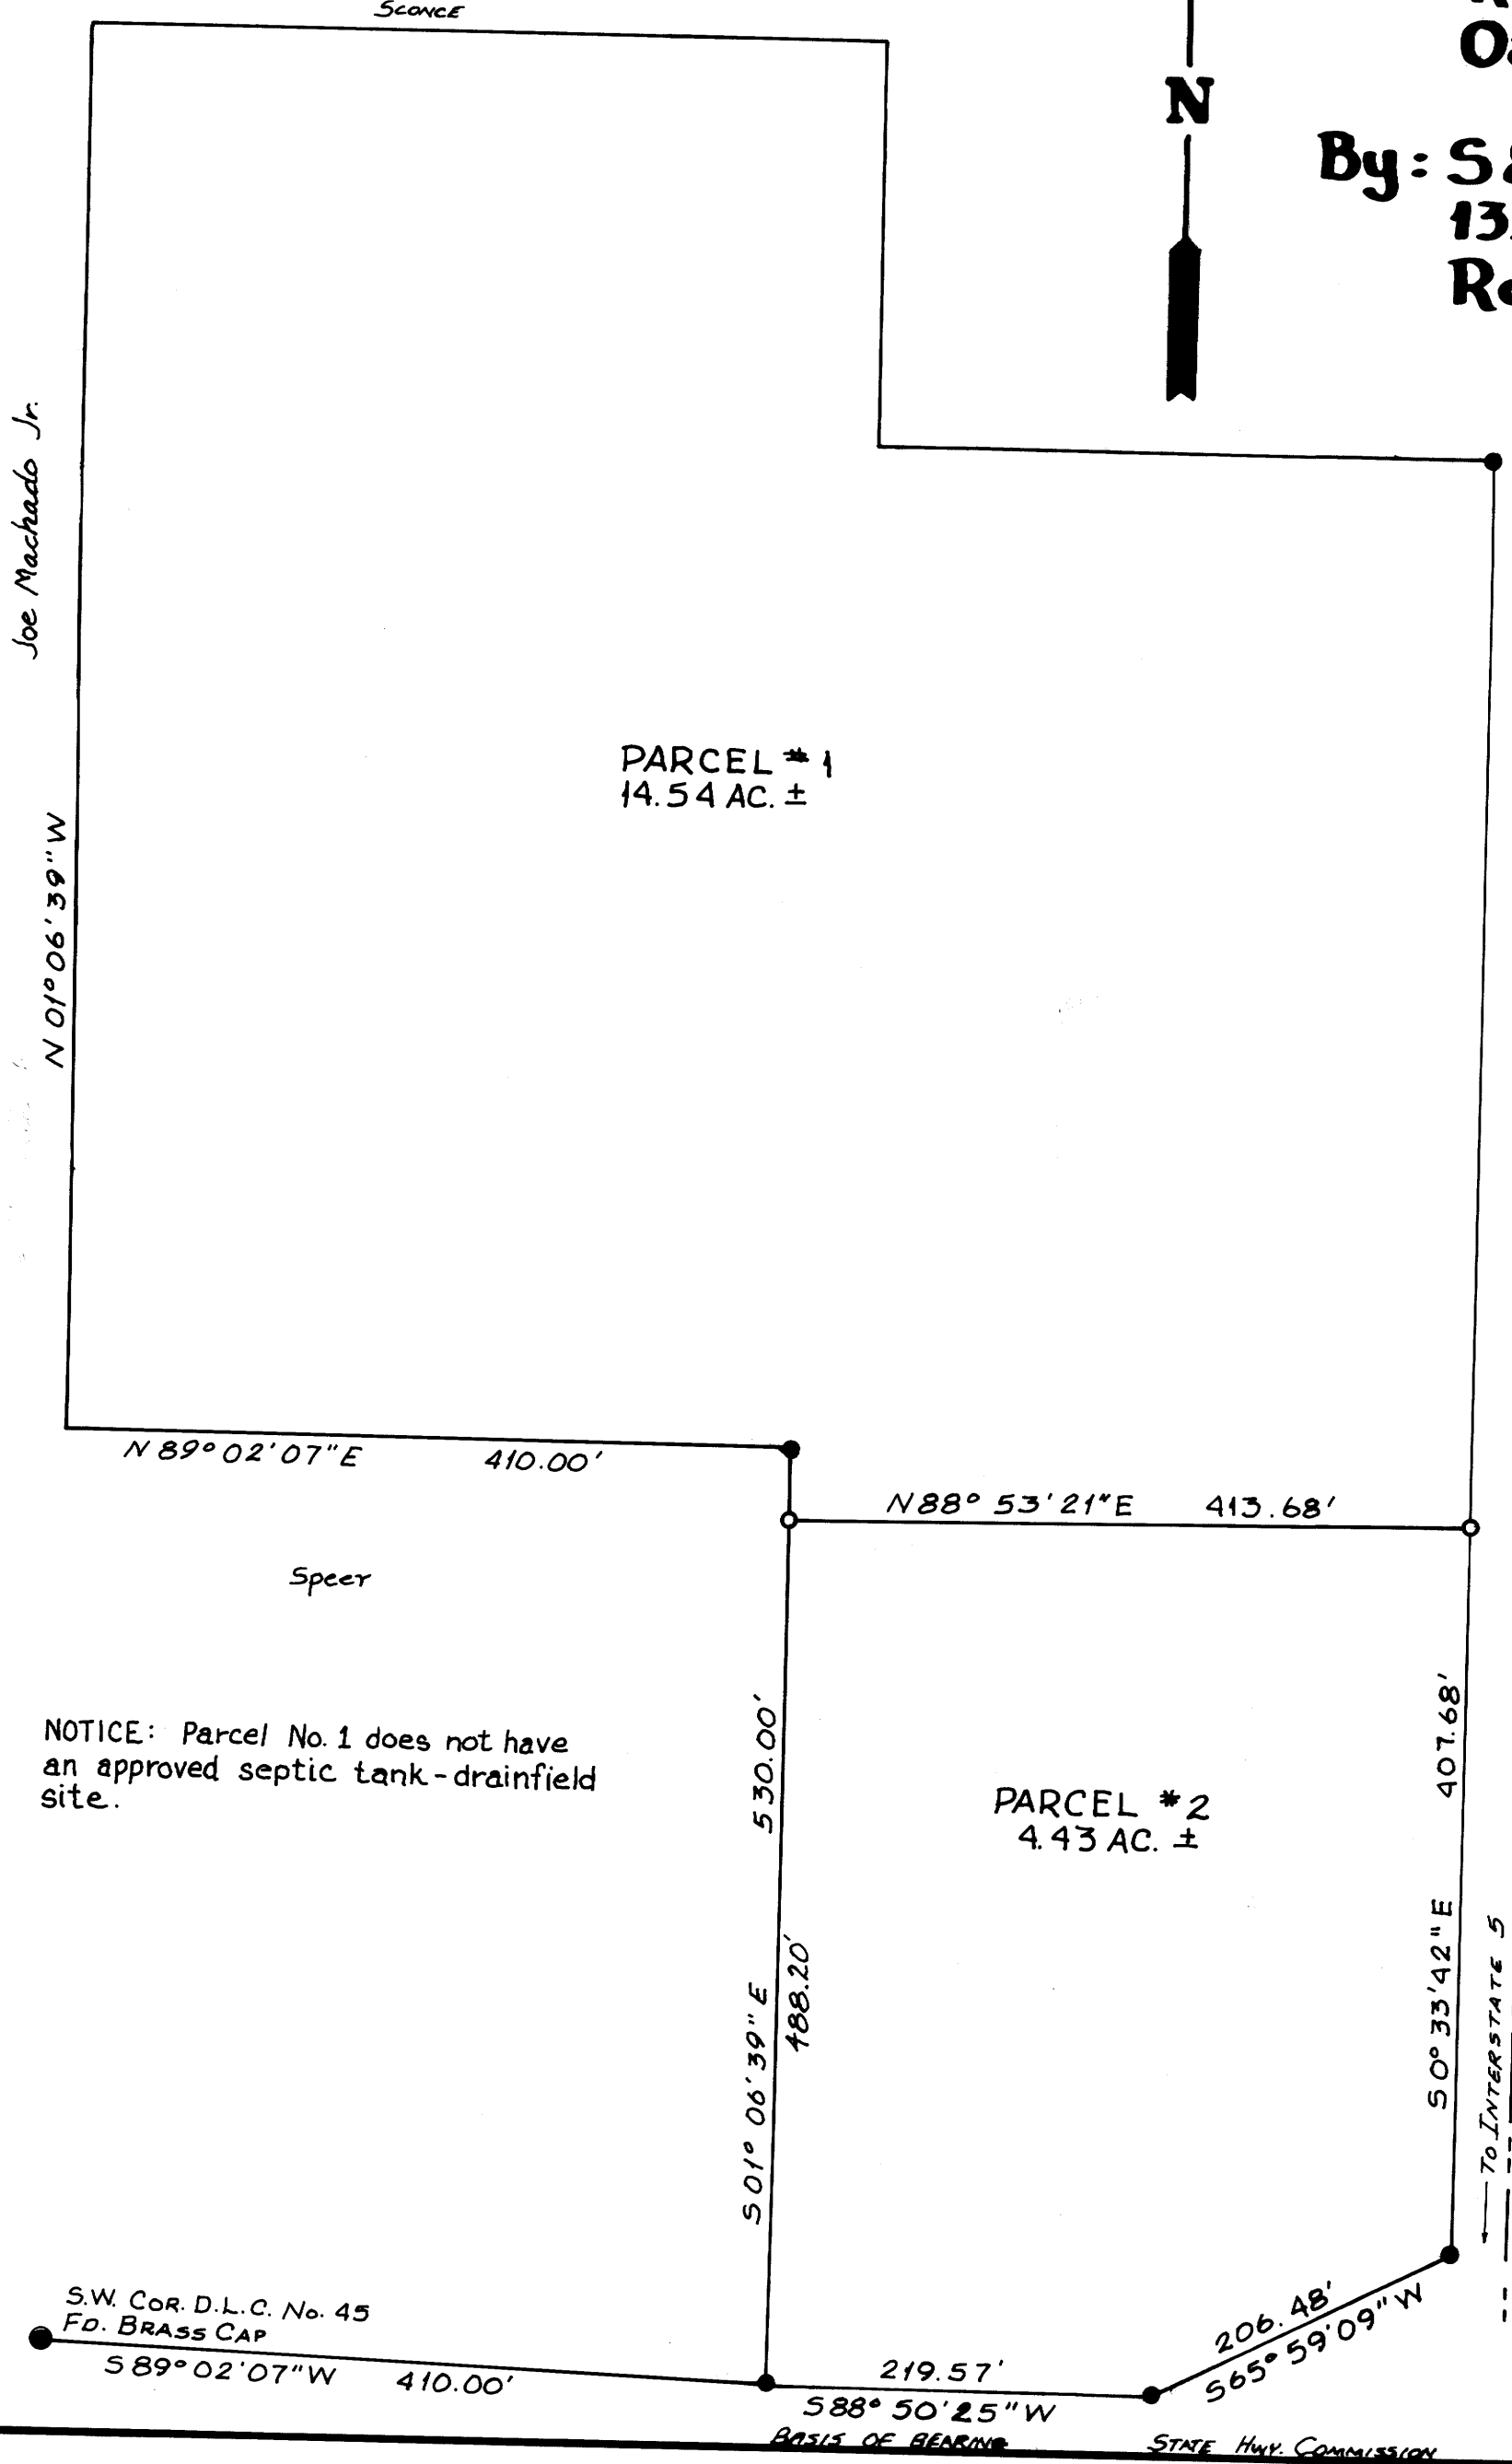 SCONCE
N
By: S
13
Re
Joe Machado Jr.
PARCEL # 1
14.54 AC. ±
N 01° 06' 39" W
N 89° 02' 07" E 410.00'
N 88° 53' 21" E 413.68'
Speer
NOTICE: Parcel No. 1 does not have
an approved septic tank-drainfield
site.
530.00'
S 01° 06' 39" E
488.20'
PARCEL #2
4.43 AC. ±
407.68'
S 0° 33' 42" E
TO INTERSTATE 5
S.W. COR. D.L.C. No. 45
FD. BRASS CAP
S 89° 02' 07" W 410.00'
219.57'
S 88° 50' 25" W
206.48'
S 65° 59' 09" W
BASIS OF BEARING
STATE HWY. COMMISSION